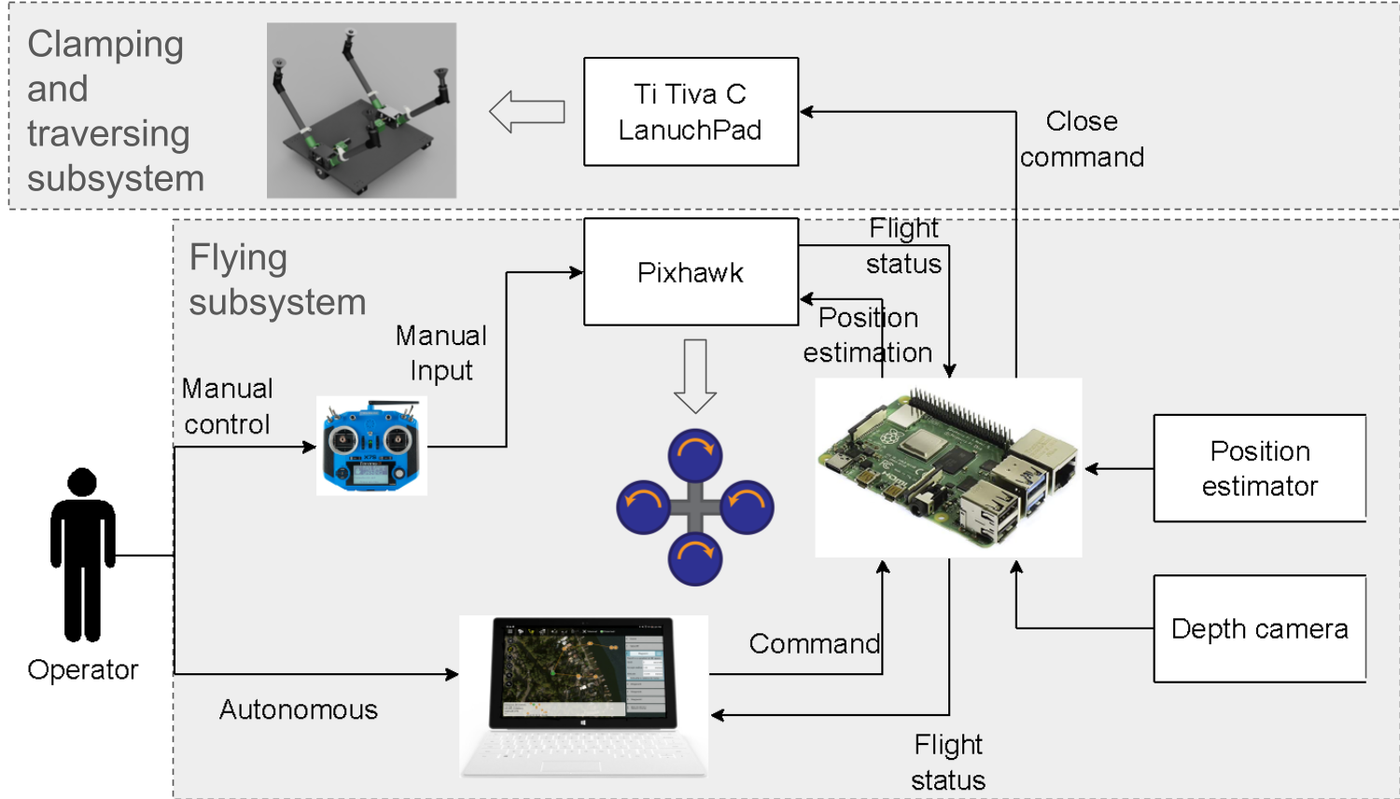 Clamping
and
traversing
subsystem
Ti Tiva C
LanuchPad
Close
command
Flying
subsystem
Pixhawk
Flight
status
Position
estimation
Manual
Input
Manual
control
Position
estimator
Depth camera
Operator
Autonomous
Command
Flight
status
HDMI